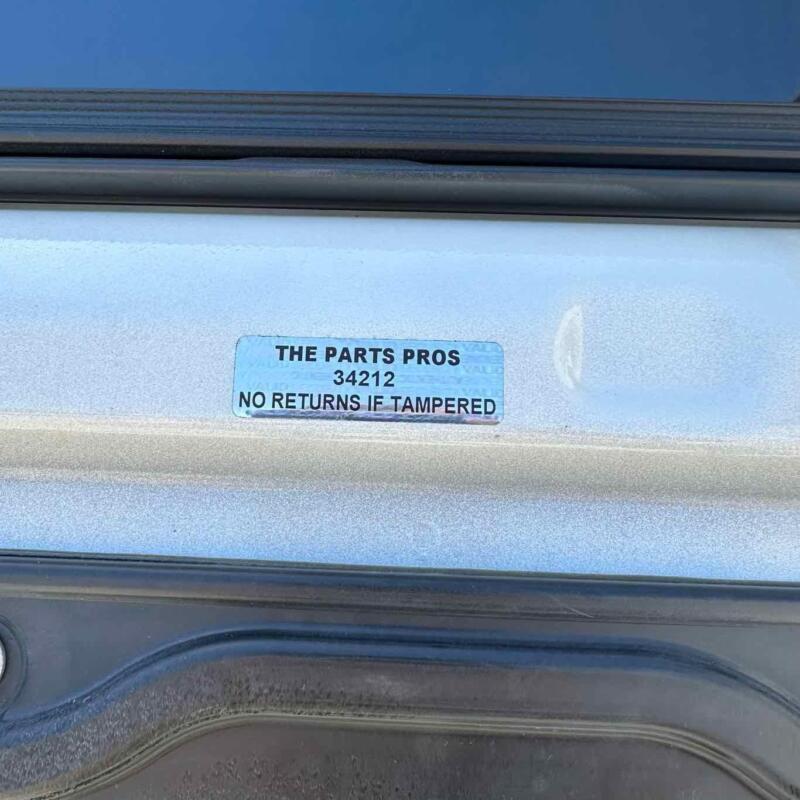 THE PARTS PROS
34212
NO RETURNS IF TAMPERED